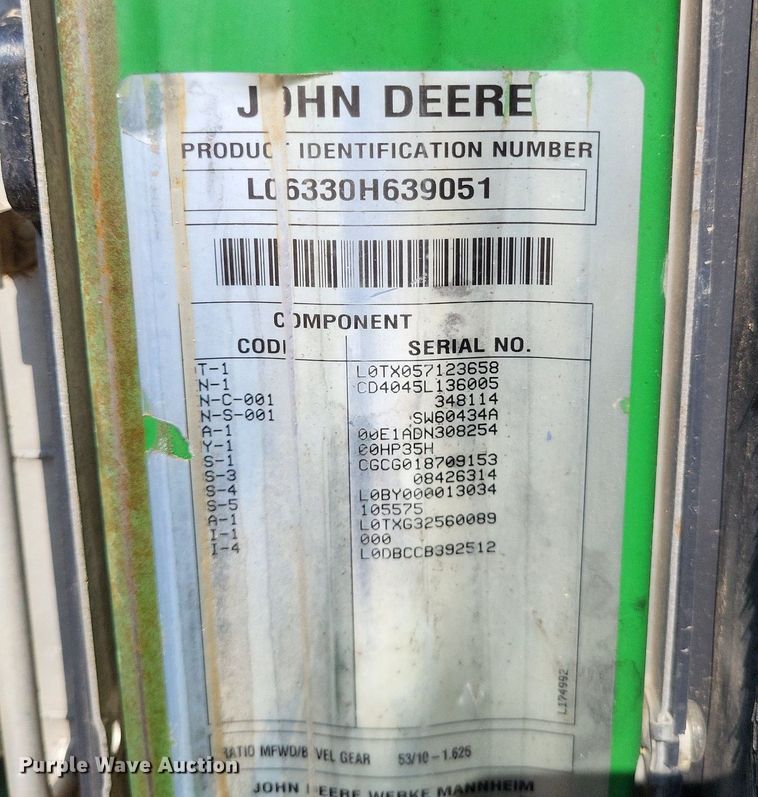 JOHN DEERE
PRODUCT IDENTIFICATION NUMBER
L06330H639051
COMPONENT
CODE SERIAL NO.
T-1 L0TX057123658
N-1 CD4045L136005
N-C-001 348114
N-S-001 SW60434A
A-1 00E1ADN308254
Y-1 C0HP35H
S-1 CGCG018709153
S-3 08426314
S-4 L0BY000013034
S-5 105575
A-1 L0TXG32560089
I-1 000
I-4 L0DBCCB392512
L174992
RATIO MFWD/BEVEL GEAR 53/10-1.625
JOHN DEERE WERKE MANNHEIM
Purple Wave Auction